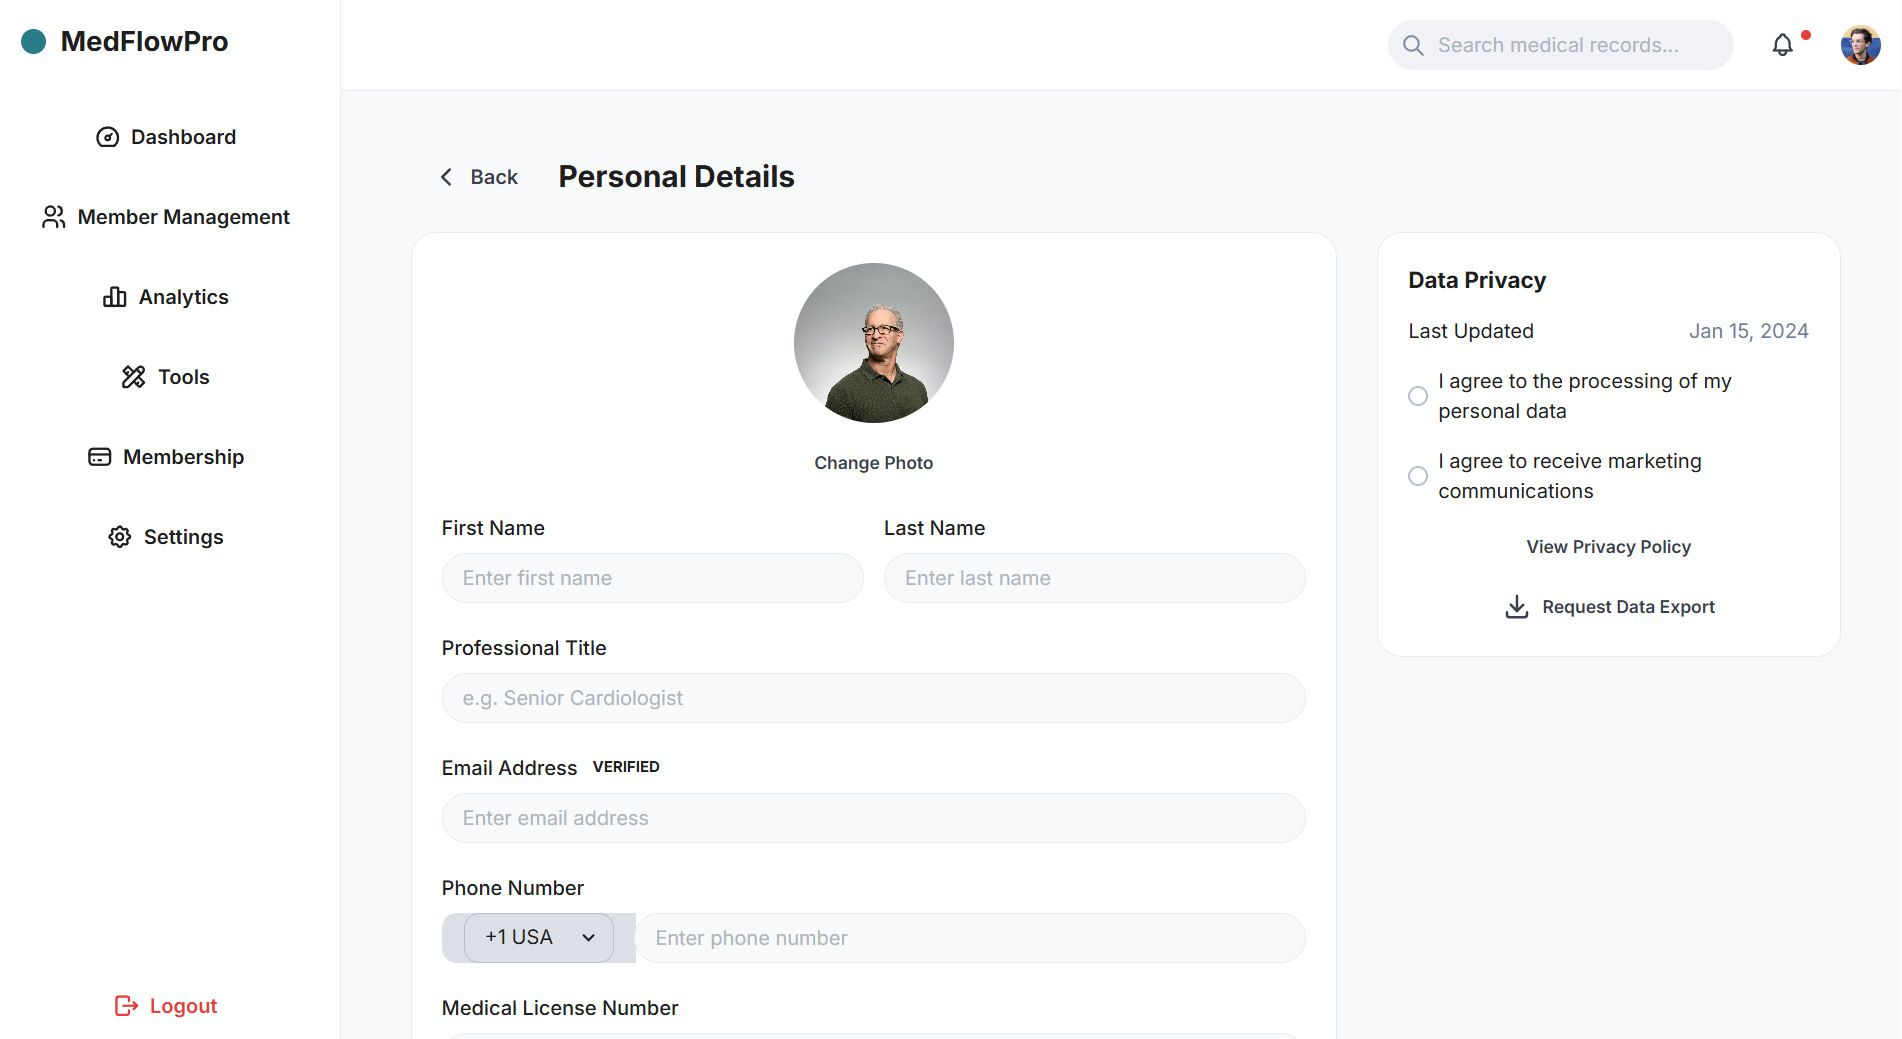 MedFlowPro
Search medical records...
Dashboard
Member Management
Analytics
Tools
Membership
Settings
Logout
Back
Personal Details
Change Photo
First Name
Last Name
Enter first name
Enter last name
Professional Title
e.g. Senior Cardiologist
Email Address VERIFIED
Enter email address
Phone Number
+1 USA
Enter phone number
Medical License Number
Data Privacy
Last Updated
Jan 15, 2024
I agree to the processing of my
personal data
I agree to receive marketing
communications
View Privacy Policy
Request Data Export